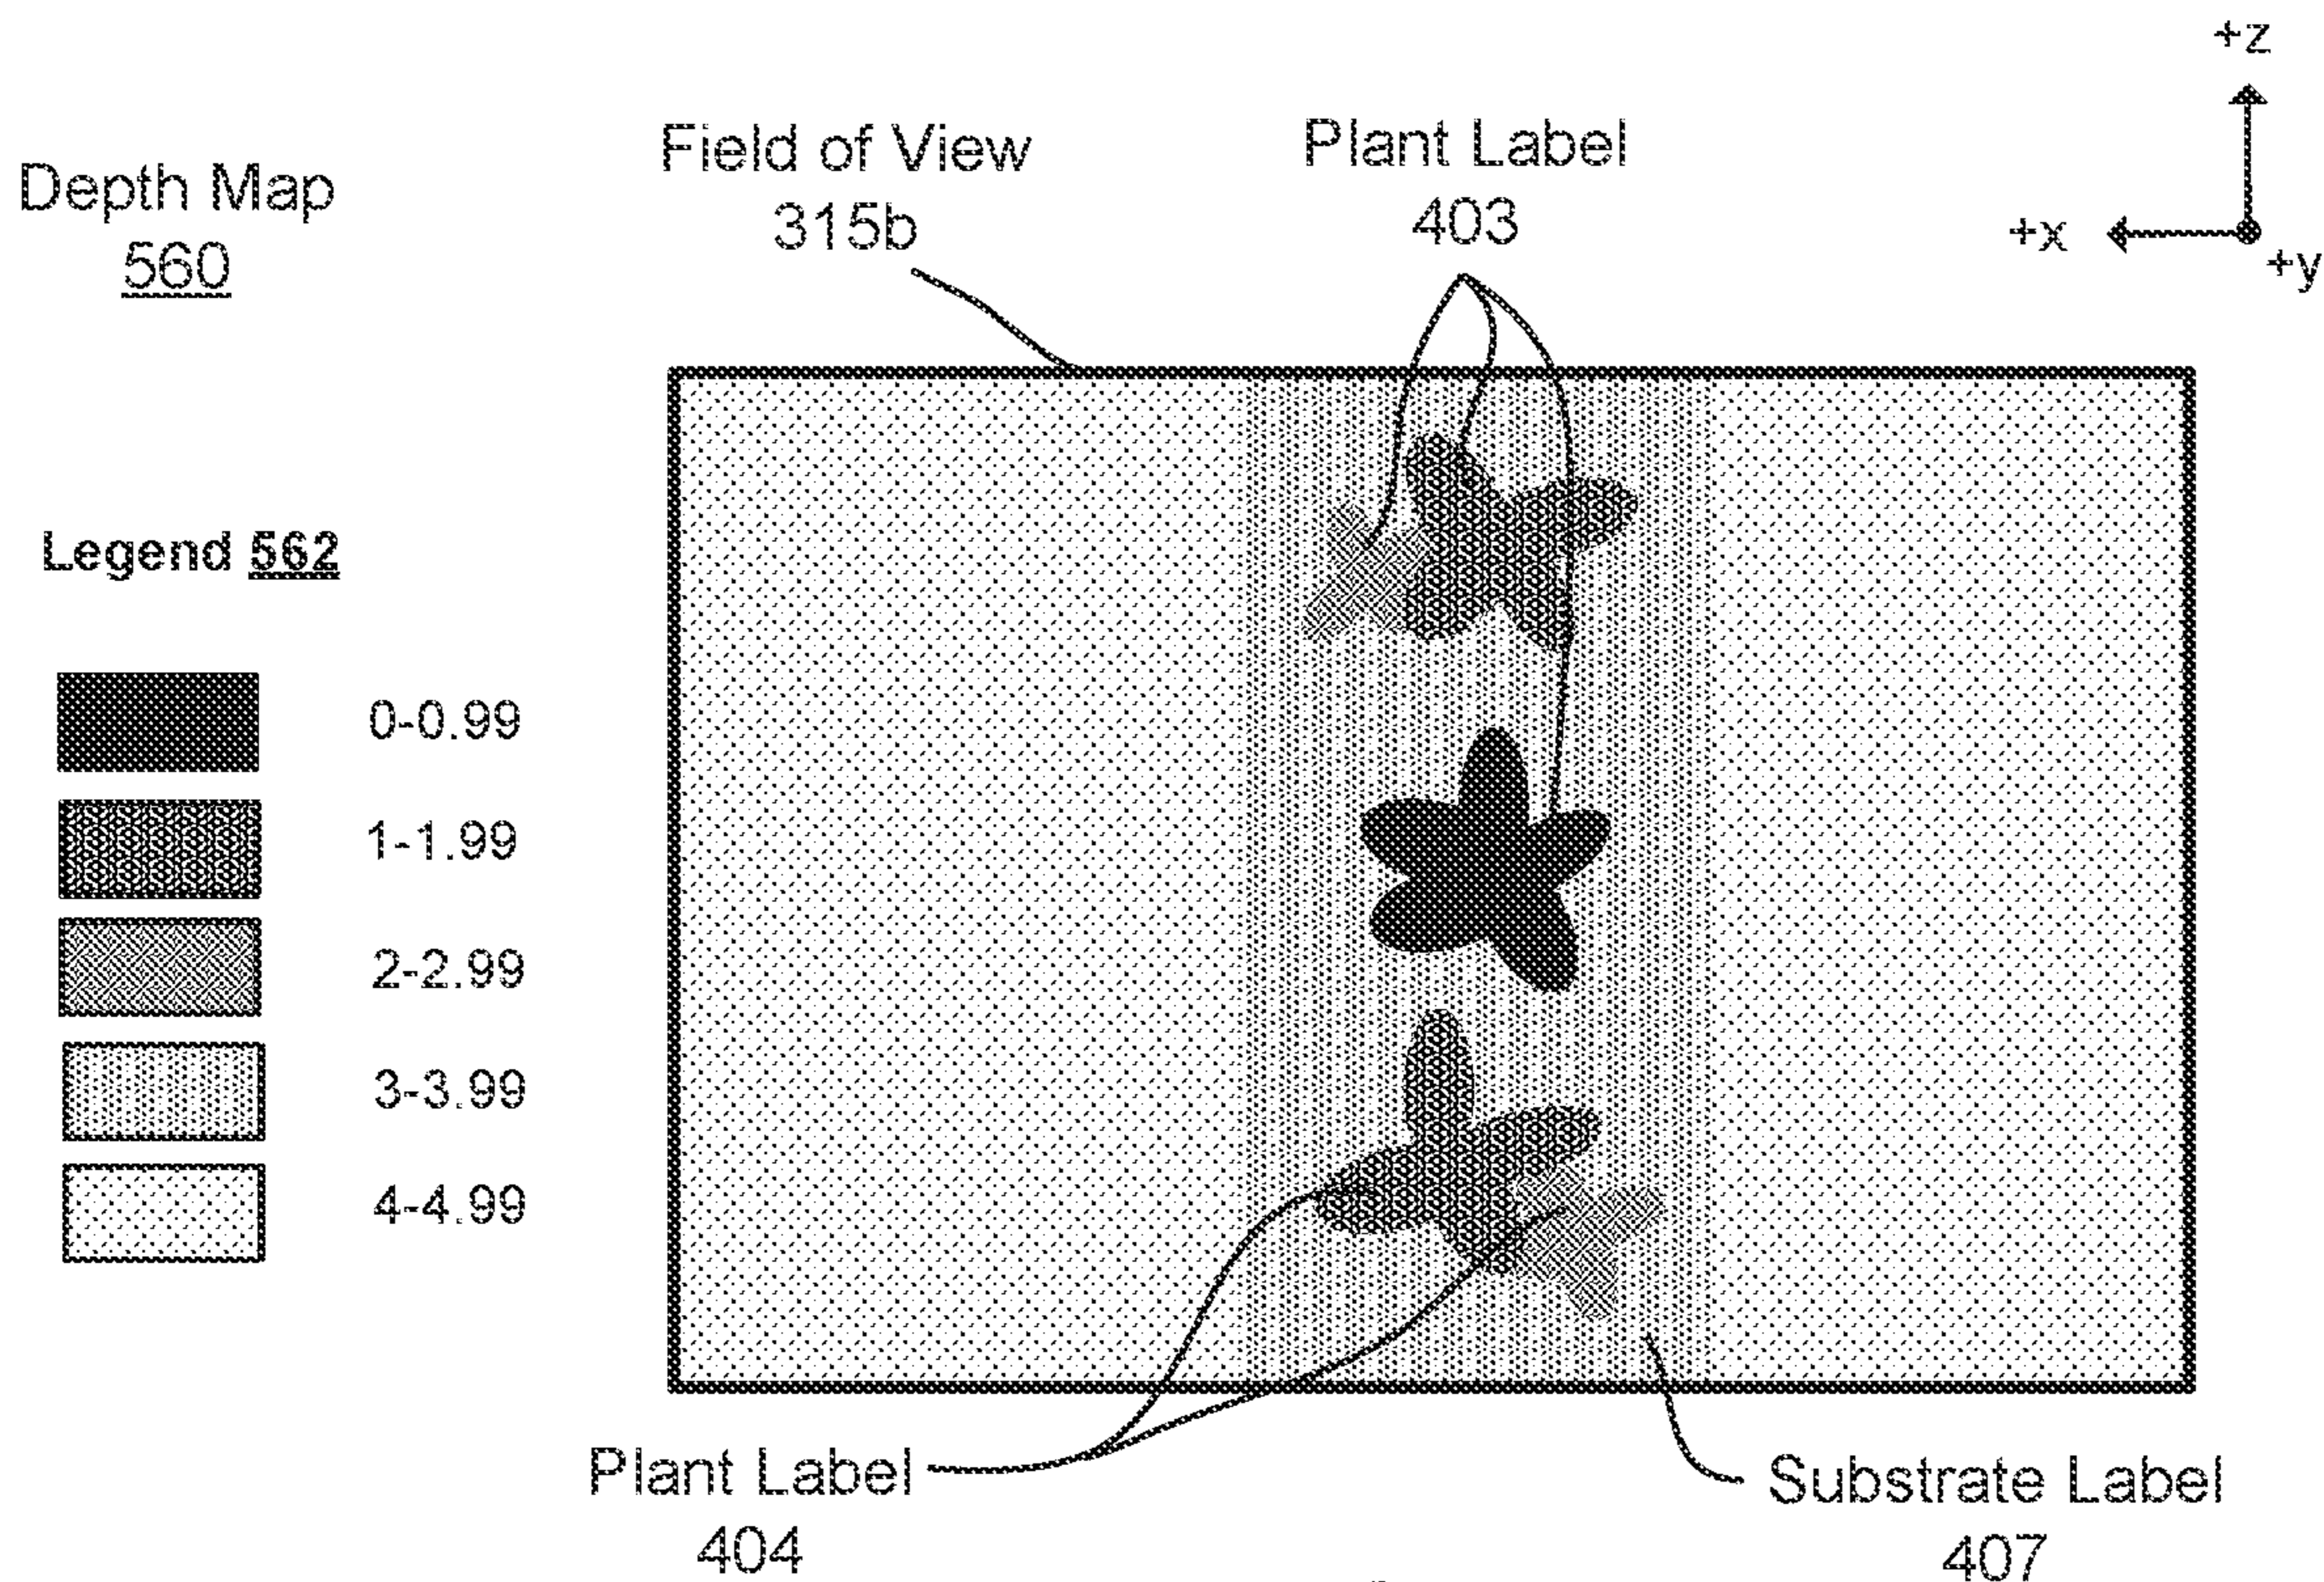 +z
+x
+y
Depth Map
560
Field of View
315b
Plant Label
403
Legend 562
0-0.99
1-1.99
2-2.99
3-3.99
4-4.99
Plant Label
404
Substrate Label
407